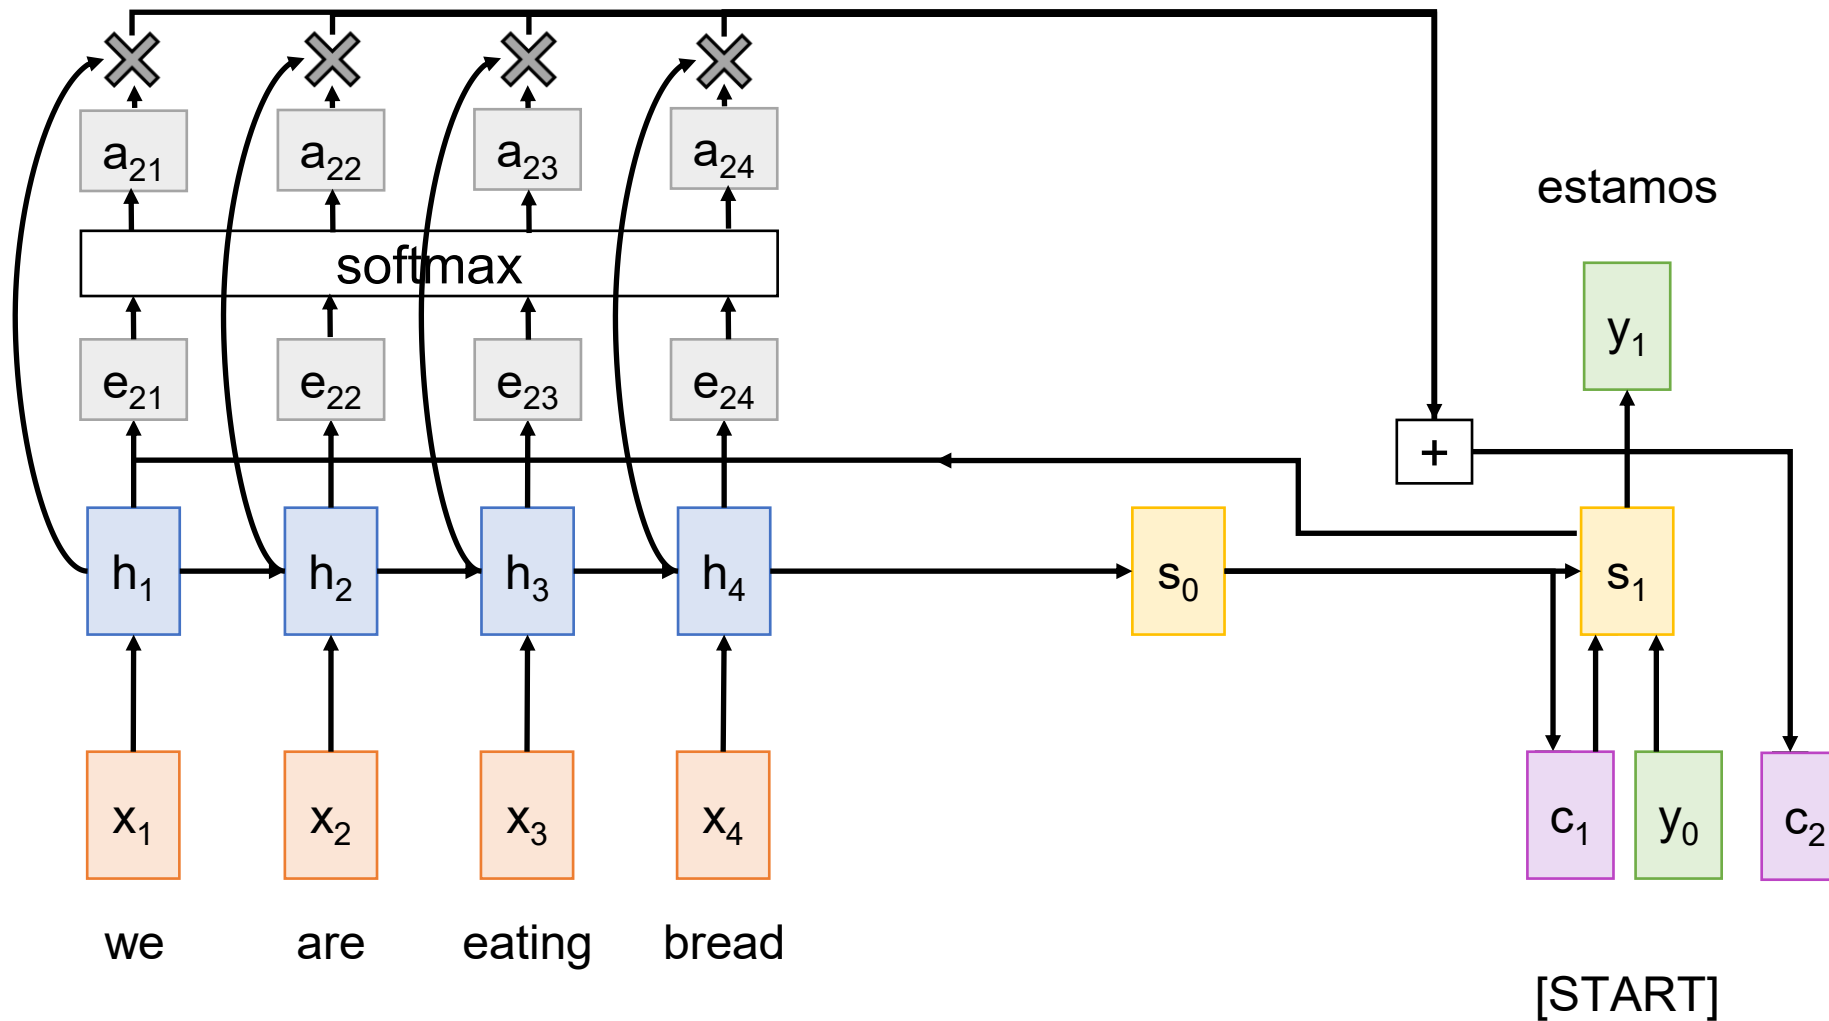 a21 a22 a23 a24
estamos
softmax
y1
e21 e22 e23 e24
+
h1 h2 h3 h4 s0 s1
x1 x2 x3 x4 c1 y0 c2
we are eating bread
[START]